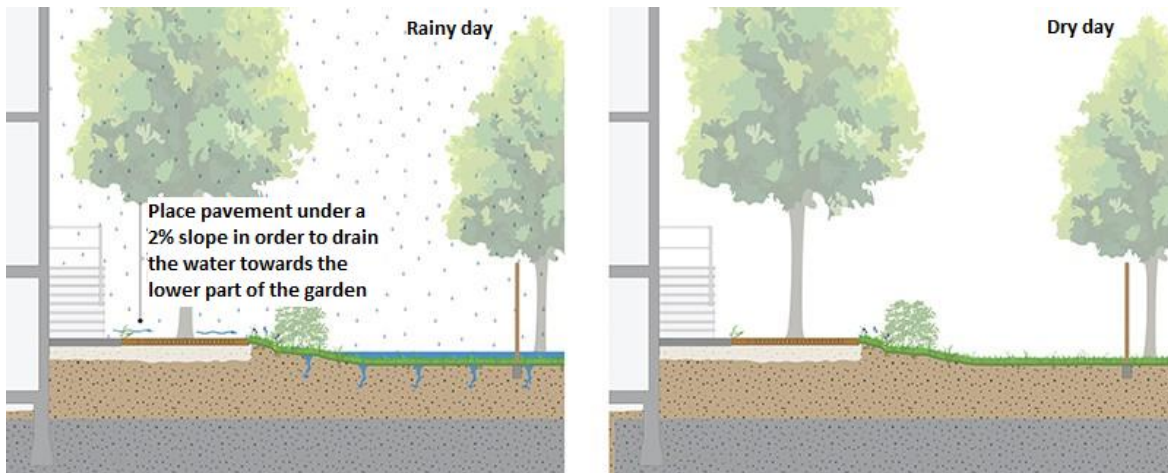 Rainy day
Place pavement under a
2% slope in order to drain
the water towards the
lower part of the garden
Dry day